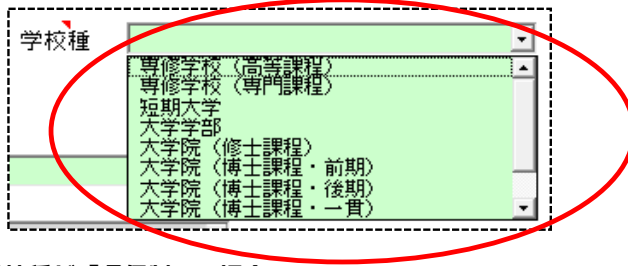 学校種
専修学校（高等課程）
専修学校（専門課程）
短期大学
大学学部
大学院（修士課程）
大学院（博士課程・前期）
大学院（博士課程・後期）
大学院（博士課程・一貫）